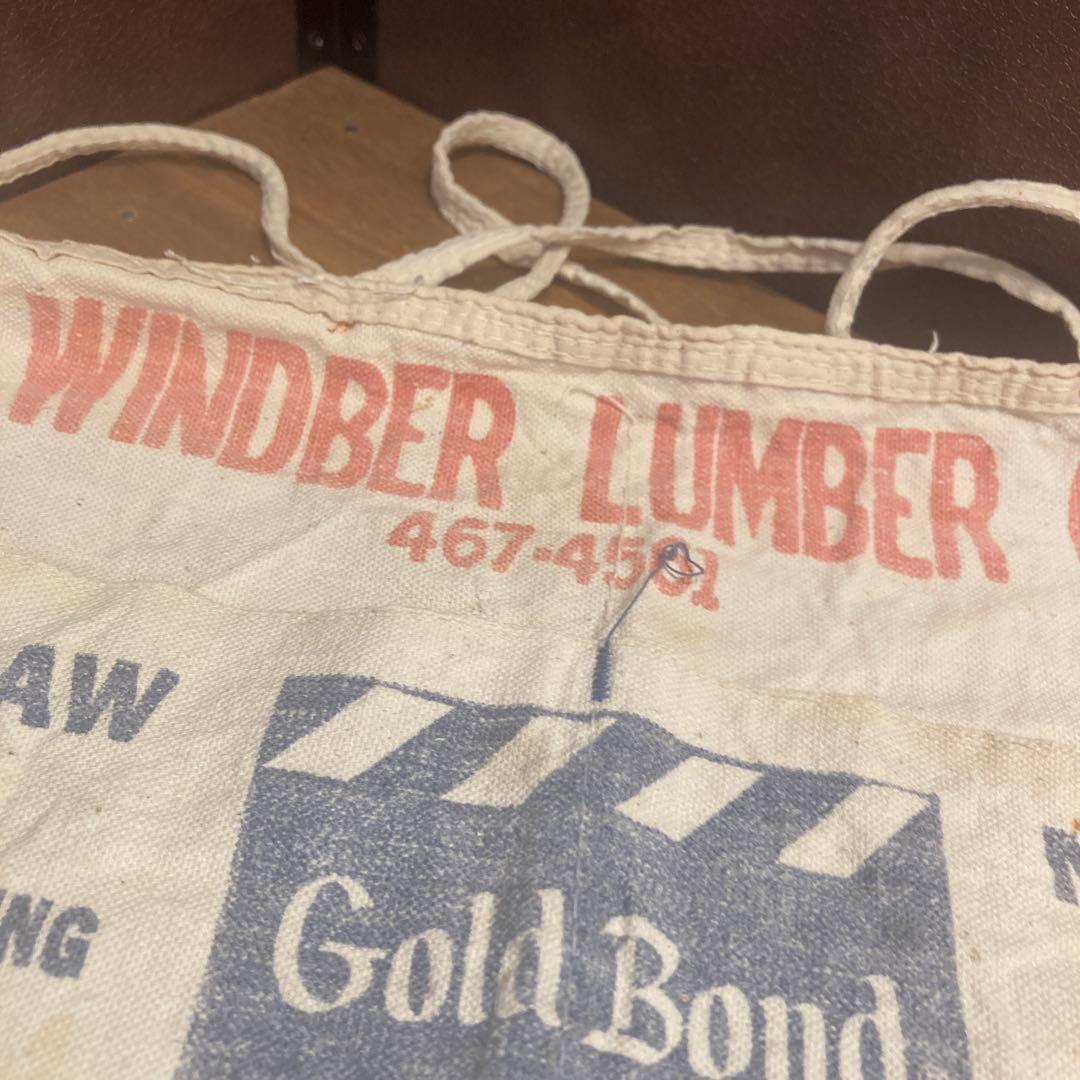 WINDBER LUMBER
467-45
AW
Gold Bond
NG